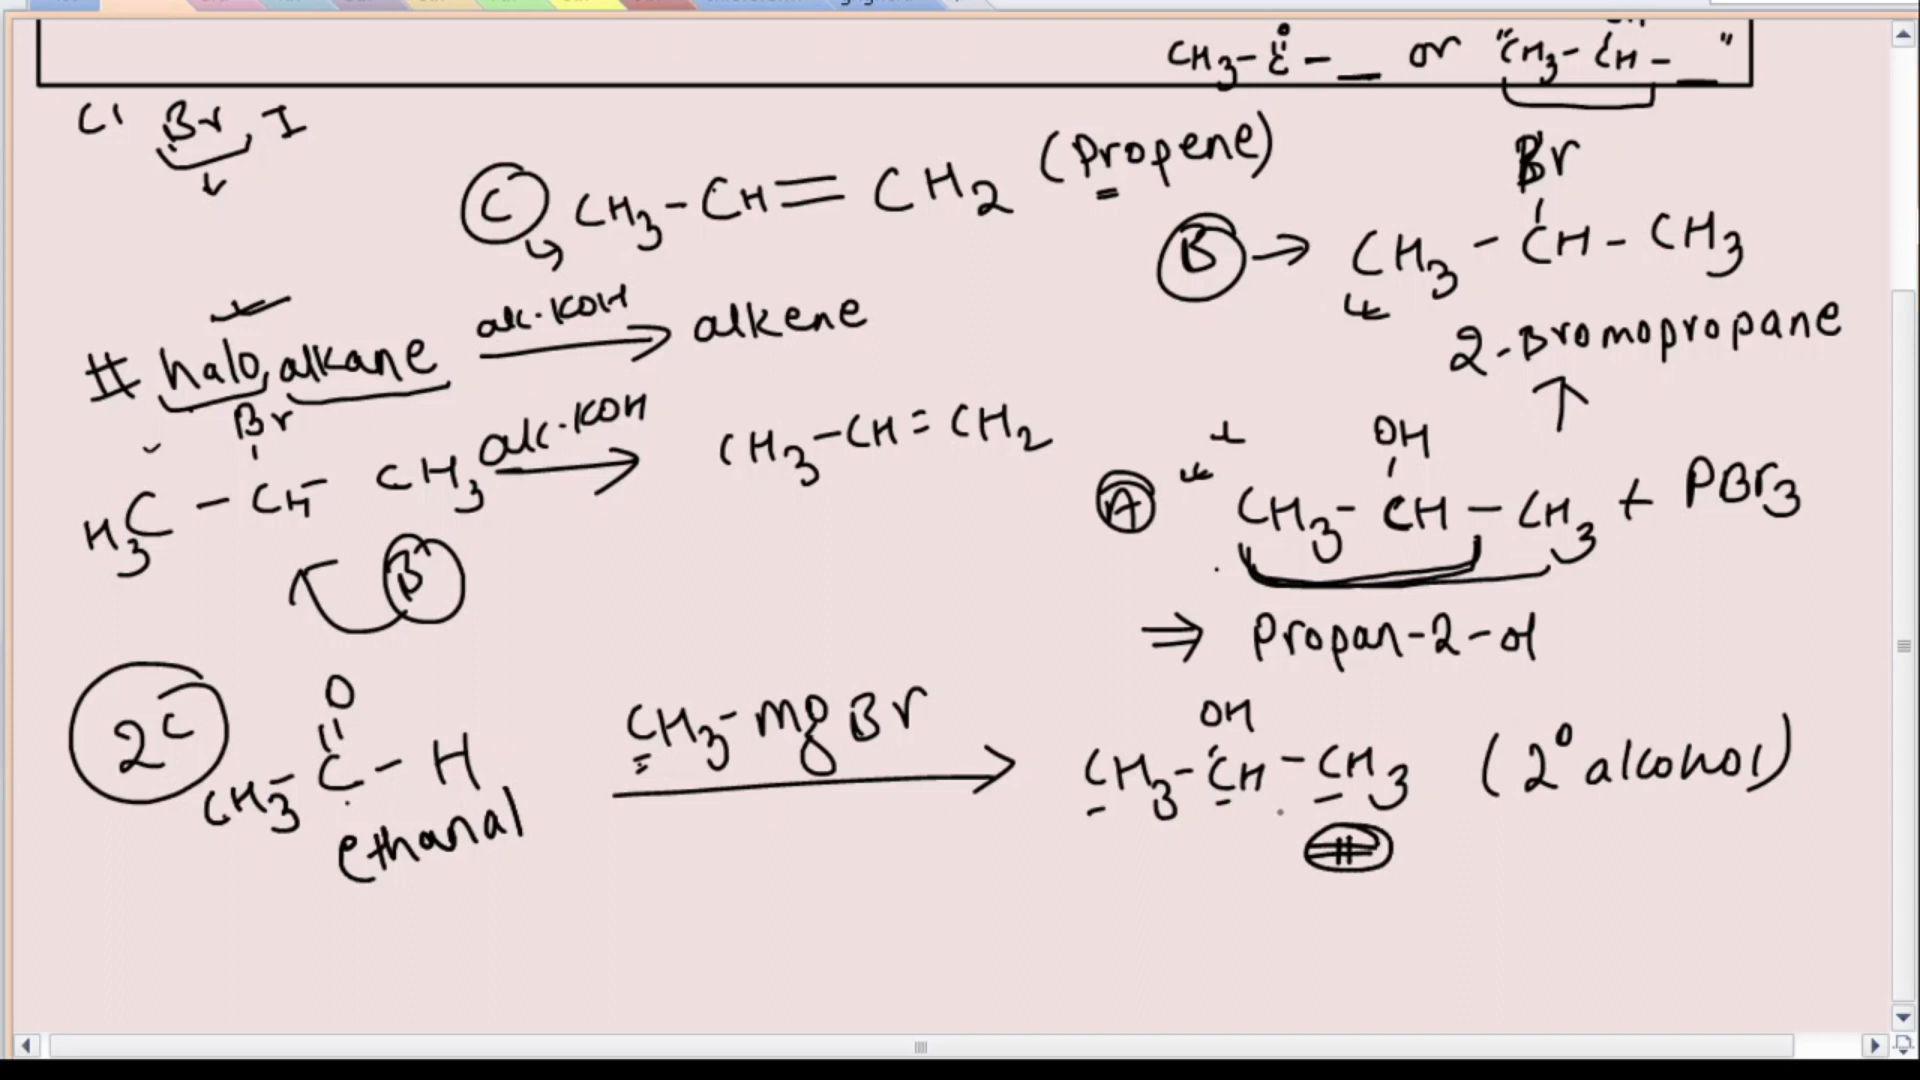 O
CH3-C-__ or "CH3-CH-__"
Cl Br, I
Br
C CH3-CH=CH2 (Propene)
B → CH3-CH-CH3
2-Bromopropane
# halo, alkane alc.KOH → alkene
Br
H3C-CH-CH3 alc.KOH → CH3-CH=CH2
B
OH
A CH3-CH-CH3 + PBr3
⇒ Propan-2-ol
2C
O
CH3-C-H CH3-mgBr →
ethanal
OH
CH3-CH-CH3 (2° alcohol)
#